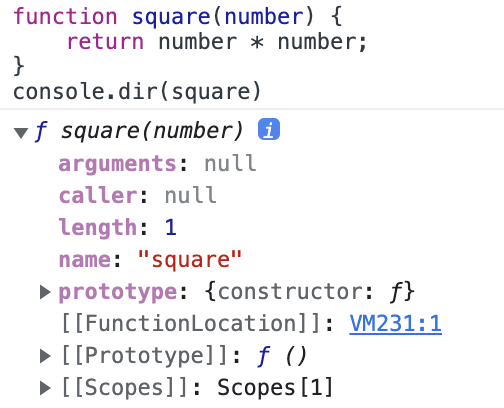 function square(number) {
    return number * number;
}
console.dir(square)
▼ ƒ square(number) i
arguments: null
caller: null
length: 1
name: "square"
▶ prototype: {constructor: ƒ}
[[FunctionLocation]]: VM231:1
▶ [[Prototype]]: ƒ ()
▶ [[Scopes]]: Scopes[1]